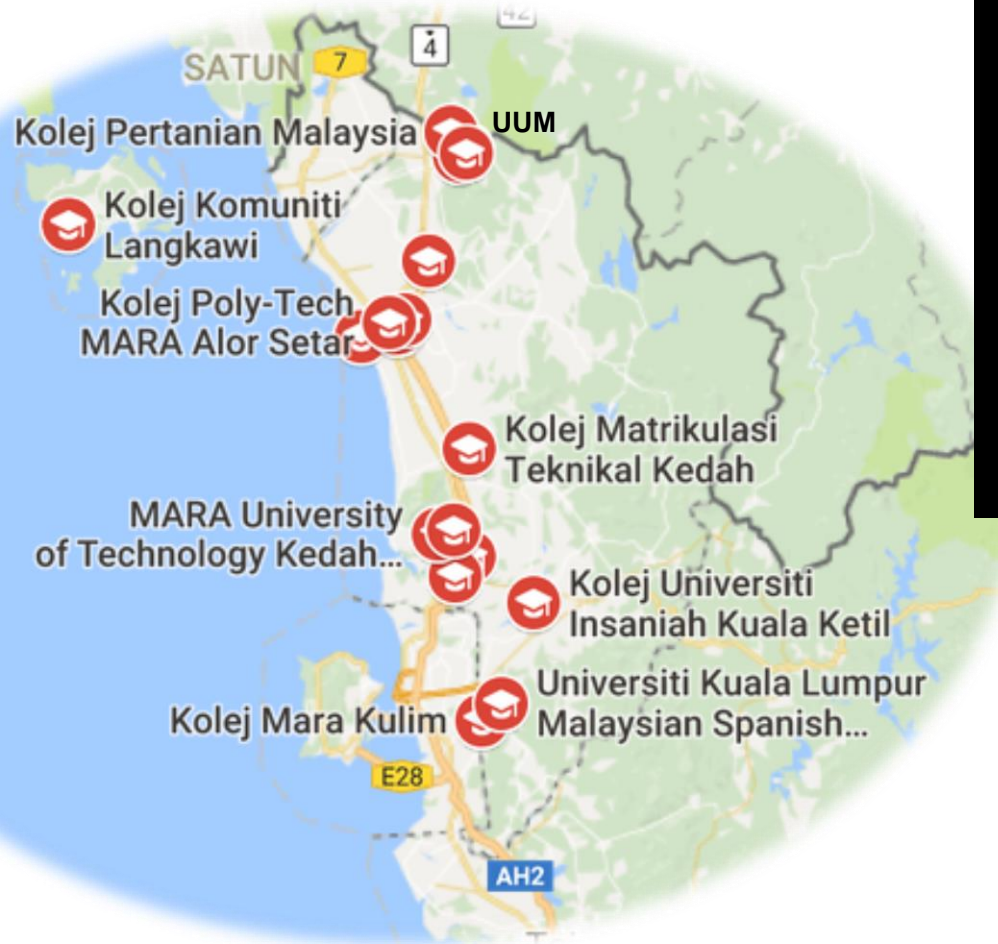 42
4
SATUN
7
Kolej Pertanian Malaysia
UUM
Kolej Komuniti
Langkawi
Kolej Poly-Tech
MARA Alor Setar
Kolej Matrikulasi
Teknikal Kedah
MARA University
of Technology Kedah...
Kolej Universiti
Insaniah Kuala Ketil
Universiti Kuala Lumpur
Malaysian Spanish...
Kolej Mara Kulim
E28
AH2